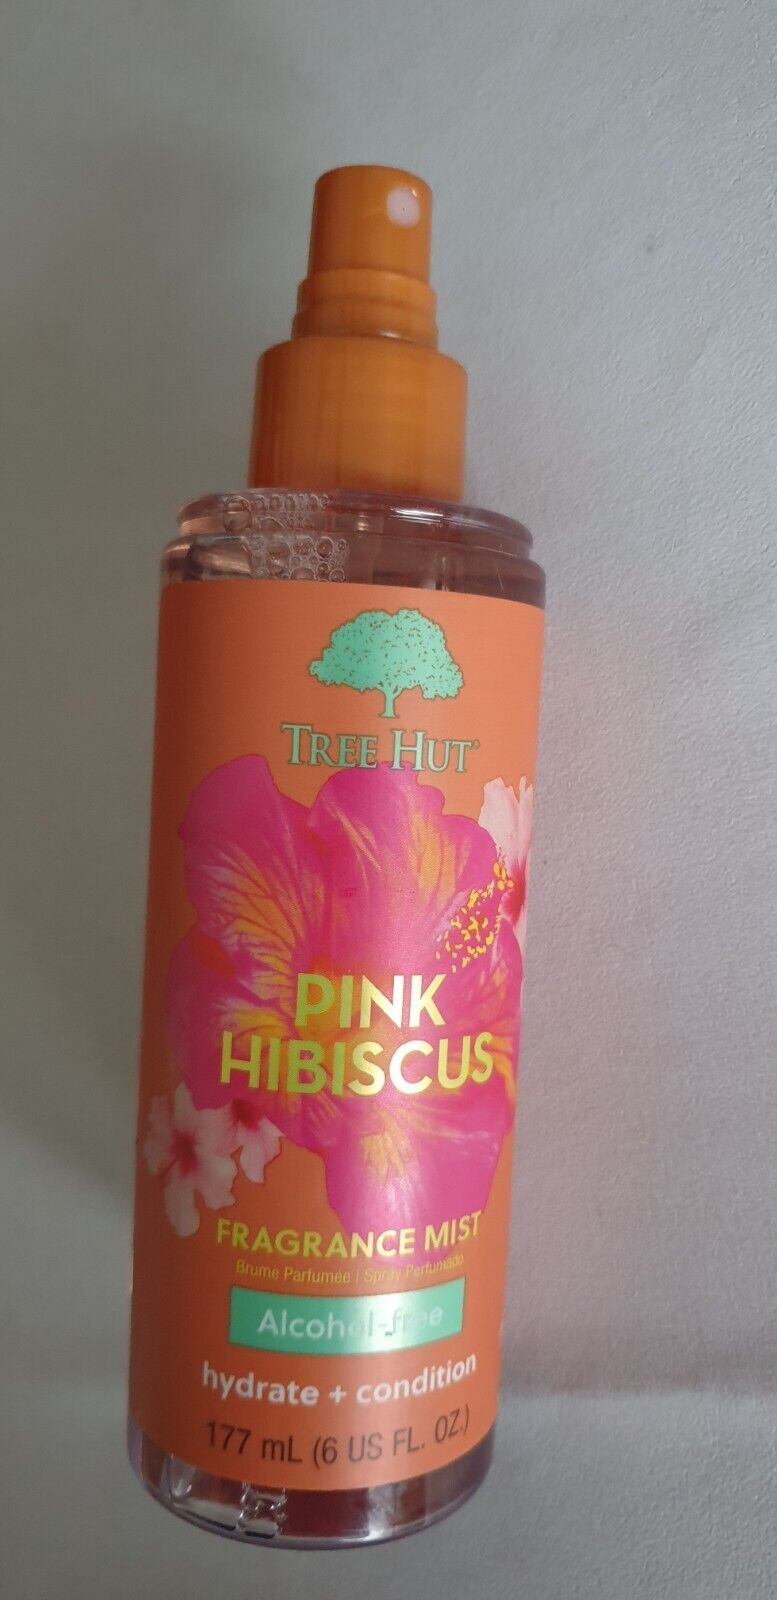 TREE HUT®
PINK
HIBISCUS
FRAGRANCE MIST
Brume Parfumée | Spray Perfumado
Alcohol-free
hydrate + condition
177 mL (6 US FL. OZ.)